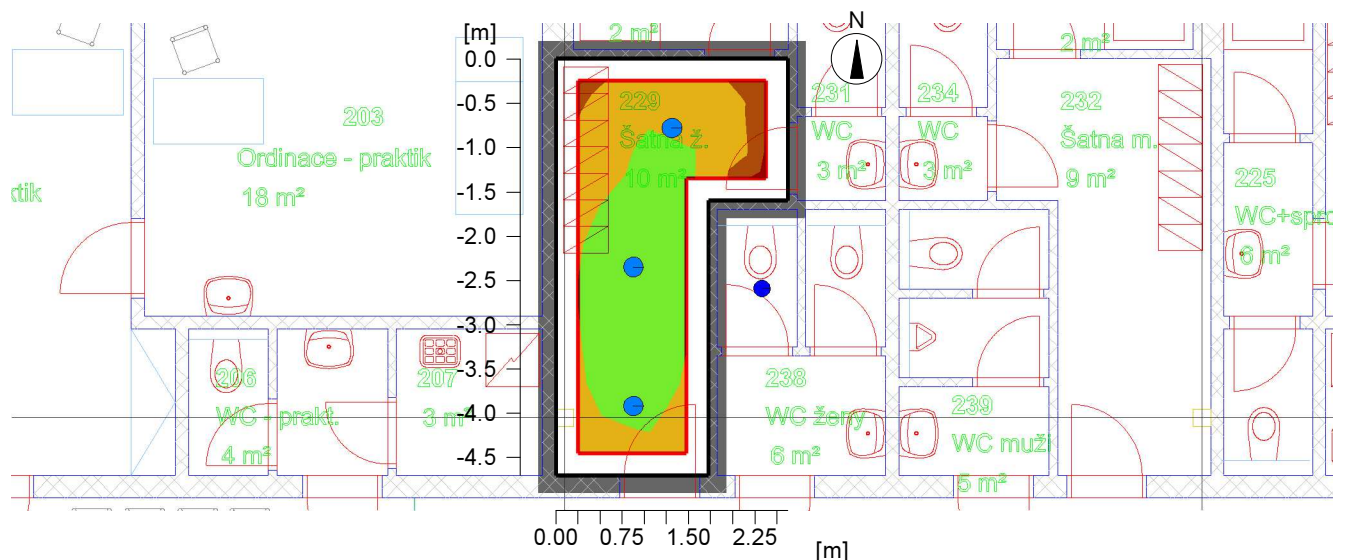 [m]
N
0.0
-0.5
-1.0
-1.5
-2.0
-2.5
-3.0
-3.5
-4.0
-4.5
0.00 0.75 1.50 2.25
[m]
2 m²
2 m²
203
Ordinace - praktik
18 m²
229
Šatna ž.
10 m²
231
WC
3 m²
234
WC
3 m²
232
Šatna m.
9 m²
225
6 m²
206
WC - prakt.
4 m²
207
3 m²
238
WC ženy
6 m²
239
WC muži
5 m²